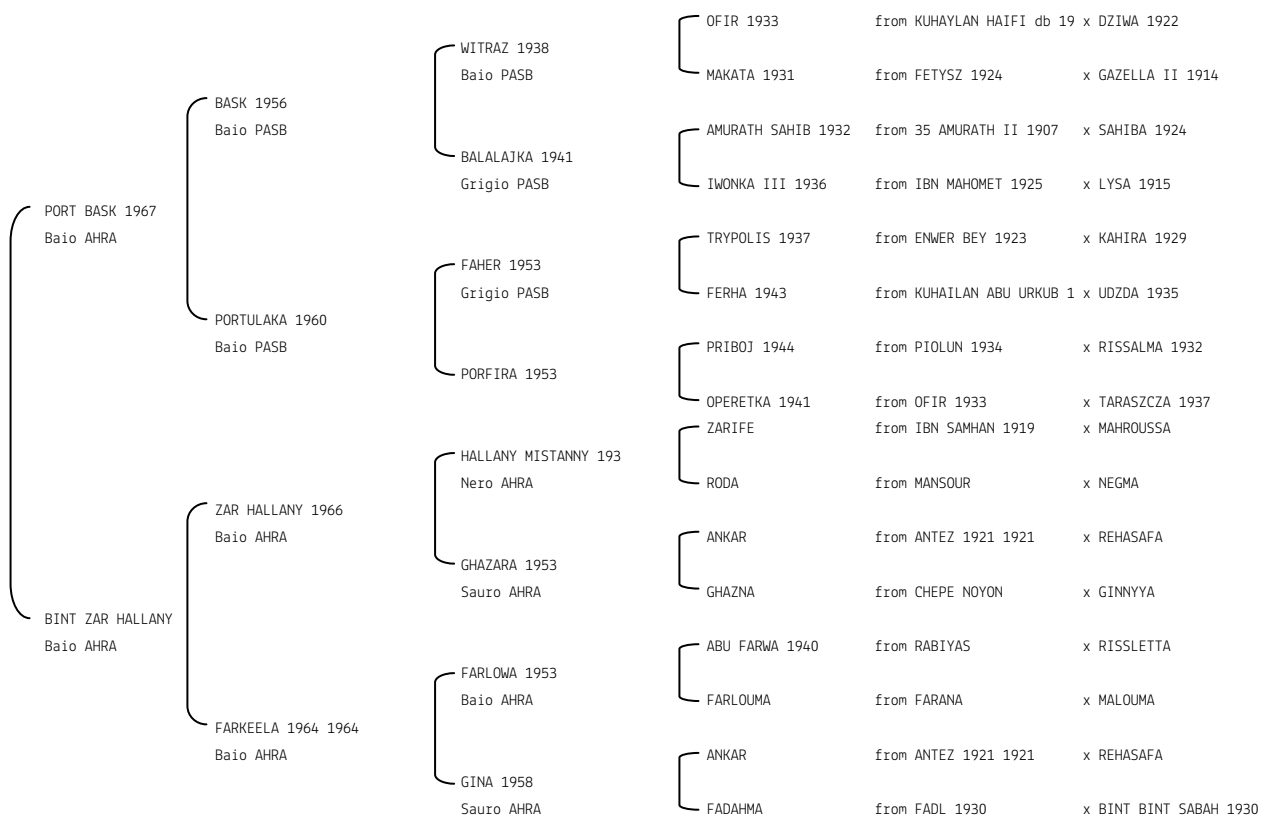 OFIR 1933 from KUHAYLAN HAIFI db 19 x DZIWA 1922
WITRAZ 1938
Baio PASB
MAKATA 1931 from FETYSZ 1924 x GAZELLA II 1914
BASK 1956
Baio PASB
AMURATH SAHIB 1932 from 35 AMURATH II 1907 x SAHIBA 1924
BALALAJKA 1941
Grigio PASB
IWONKA III 1936 from IBN MAHOMET 1925 x LYSA 1915
PORT BASK 1967
Baio AHRA
TRYPOLIS 1937 from ENWER BEY 1923 x KAHIRA 1929
FAHER 1953
Grigio PASB
FERHA 1943 from KUHAILAN ABU URKUB 1 x UDZDA 1935
PORTULAKA 1960
Baio PASB
PRIBOJ 1944 from PIOLUN 1934 x RISSALMA 1932
PORFIRA 1953
OPERETKA 1941 from OFIR 1933 x TARASZCZA 1937
ZARIFE from IBN SAMHAN 1919 x MAHROUSSA
HALLANY MISTANNY 193
Nero AHRA
RODA from MANSOUR x NEGMA
ZAR HALLANY 1966
Baio AHRA
ANKAR from ANTEZ 1921 1921 x REHASAFA
GHAZARA 1953
Sauro AHRA
GHAZNA from CHEPE NOYON x GINNYYA
BINT ZAR HALLANY
Baio AHRA
ABU FARWA 1940 from RABIYAS x RISSLETTA
FARLOWA 1953
Baio AHRA
FARLOUMA from FARANA x MALOUMA
FARKEELA 1964 1964
Baio AHRA
ANKAR from ANTEZ 1921 1921 x REHASAFA
GINA 1958
Sauro AHRA
FADAHMA from FADL 1930 x BINT BINT SABAH 1930